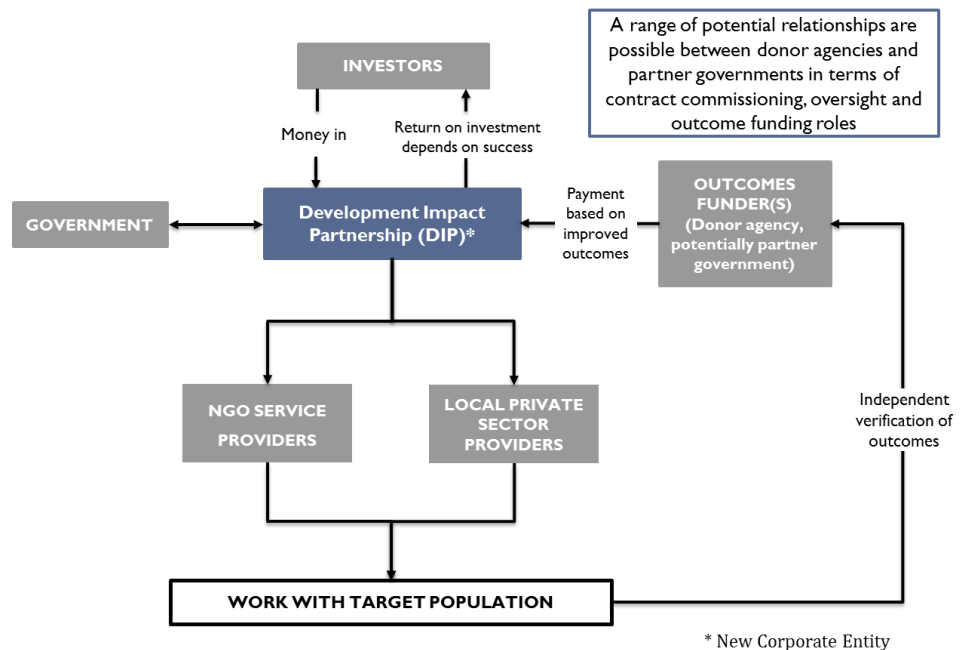 A range of potential relationships are
possible between donor agencies and
partner governments in terms of
contract commissioning, oversight and
outcome funding roles
INVESTORS
Money in
Return on investment
depends on success
GOVERNMENT
Development Impact
Partnership (DIP)*
Payment
based on
improved
outcomes
OUTCOMES
FUNDER(S)
(Donor agency,
potentially partner
government)
NGO SERVICE
PROVIDERS
LOCAL PRIVATE
SECTOR
PROVIDERS
Independent
verification of
outcomes
WORK WITH TARGET POPULATION
* New Corporate Entity